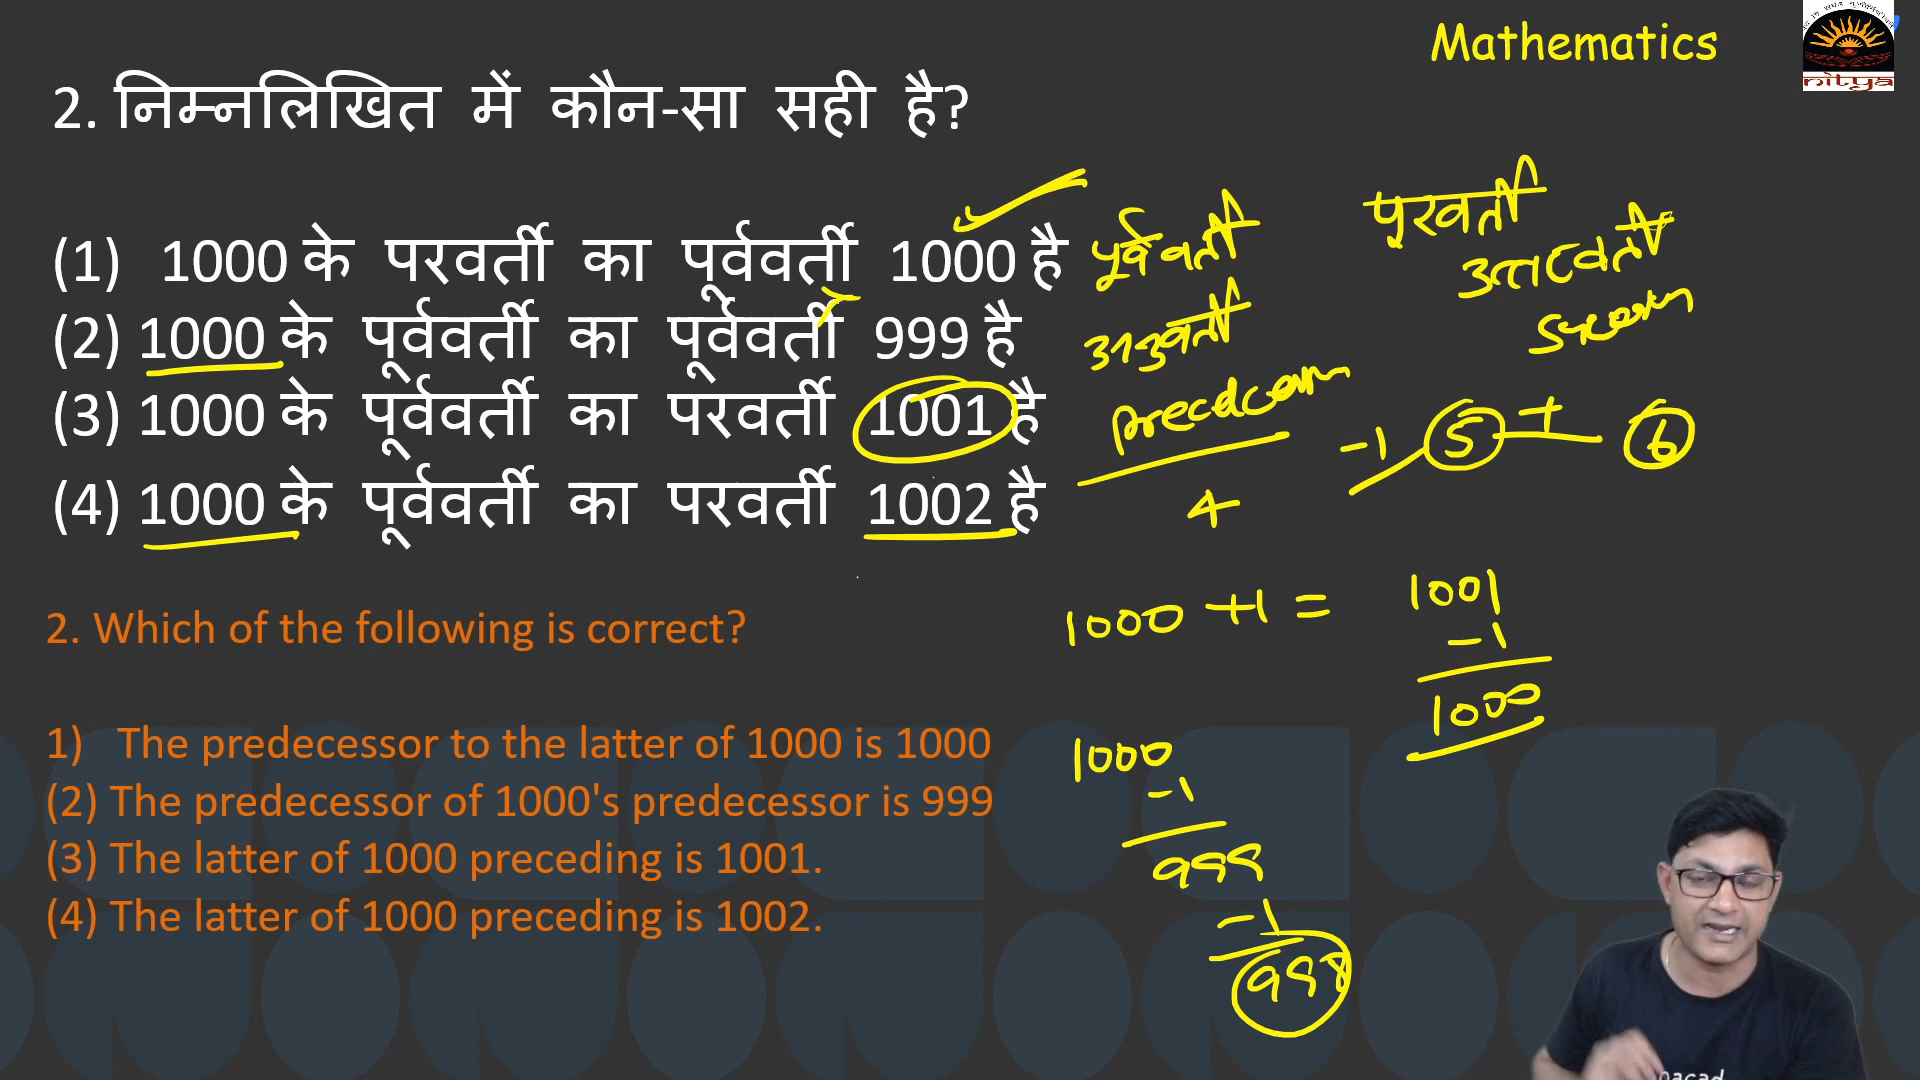 Mathematics
nitya
2. निम्नलिखित में कौन-सा सही है?
(1) 1000 के परवर्ती का पूर्ववर्ती 1000 है
(2) 1000 के पूर्ववर्ती का पूर्ववर्ती 999 है
(3) 1000 के पूर्ववर्ती का परवर्ती 1001 है
(4) 1000 के पूर्ववर्ती का परवर्ती 1002 है
पूर्ववर्ती
परवर्ती
उत्तरवर्ती
-1 5 + 6
4
1000 +1 = 1001
-1
1000
1000
-1
999
-1
998
2. Which of the following is correct?
1) The predecessor to the latter of 1000 is 1000
(2) The predecessor of 1000's predecessor is 999
(3) The latter of 1000 preceding is 1001.
(4) The latter of 1000 preceding is 1002.